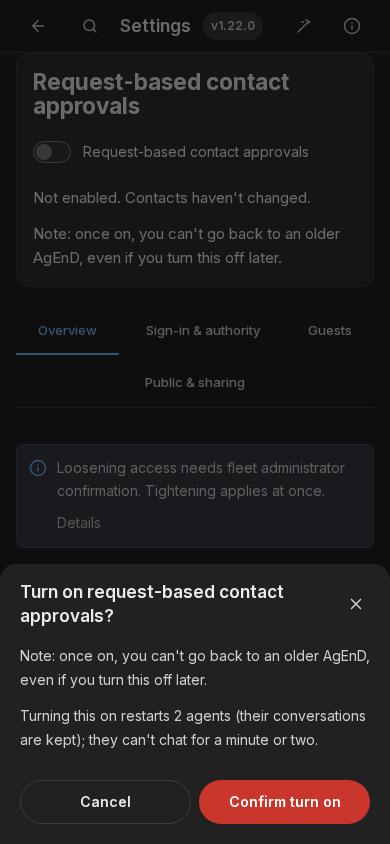 Settings v1.22.0
Request-based contact
approvals
Request-based contact approvals
Not enabled. Contacts haven't changed.
Note: once on, you can't go back to an older
AgEnD, even if you turn this off later.
Overview Sign-in & authority Guests
Public & sharing
Loosening access needs fleet administrator
confirmation. Tightening applies at once.
Details
Turn on request-based contact
approvals?
Note: once on, you can't go back to an older AgEnD,
even if you turn this off later.
Turning this on restarts 2 agents (their conversations
are kept); they can't chat for a minute or two.
Cancel Confirm turn on